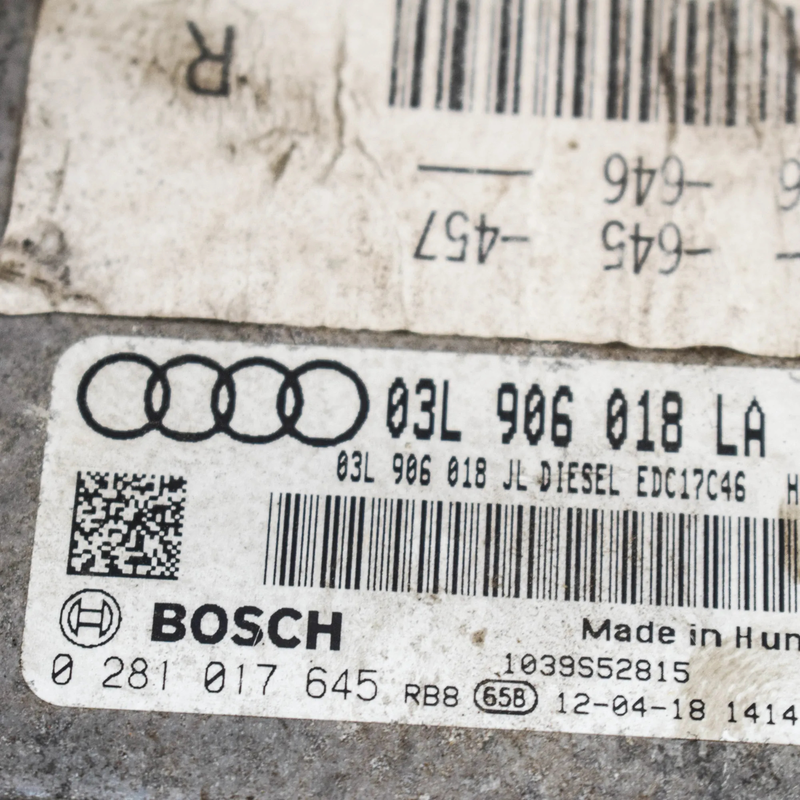 R
-646
-457 -645
03L 906 018 LA
03L 906 018 JL DIESEL EDC17C46 H
BOSCH
Made in Hun
0 281 017 645
1039S52815
RB8 65B 12-04-18 1414